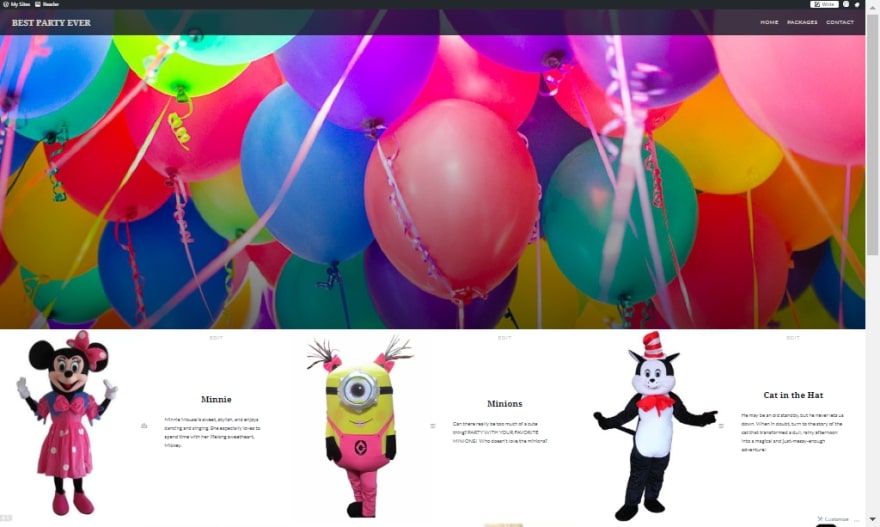 My Sites Reader Write
BEST PARTY EVER HOME PACKAGES CONTACT
EDIT EDIT EDIT
Minnie
Minnie Mouse is sweet, stylish, and enjoys
dancing and singing. She especially loves to
spend time with her lifelong sweetheart,
Mickey.
Minions
Can there really be too much of a cute
thing? PARTY WITH YOUR FAVORITE
MINIONS! Who doesn't love the minions?
Cat in the Hat
He may be an old standby, but he never lets us
down. When in doubt, turn to the story of the
cat that transformed a dull, rainy afternoon
into a magical and just-messy-enough
adventure!
Customize